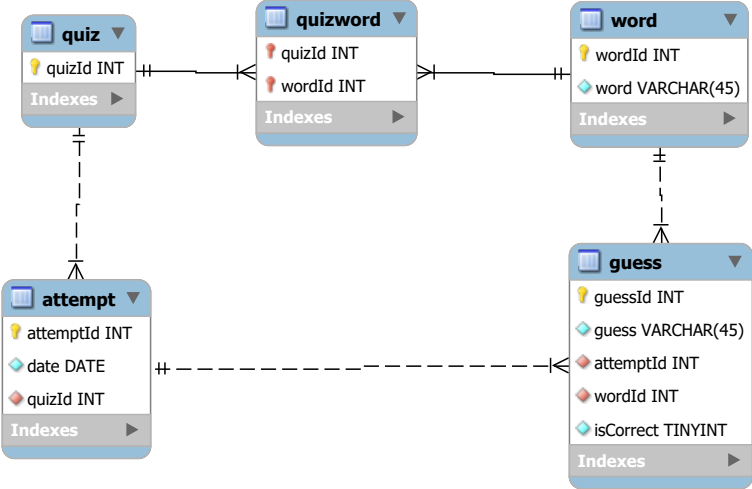 quiz
quizId INT
Indexes
quizword
quizId INT
wordId INT
Indexes
word
wordId INT
word VARCHAR(45)
Indexes
attempt
attemptId INT
date DATE
quizId INT
Indexes
guess
guessId INT
guess VARCHAR(45)
attemptId INT
wordId INT
isCorrect TINYINT
Indexes